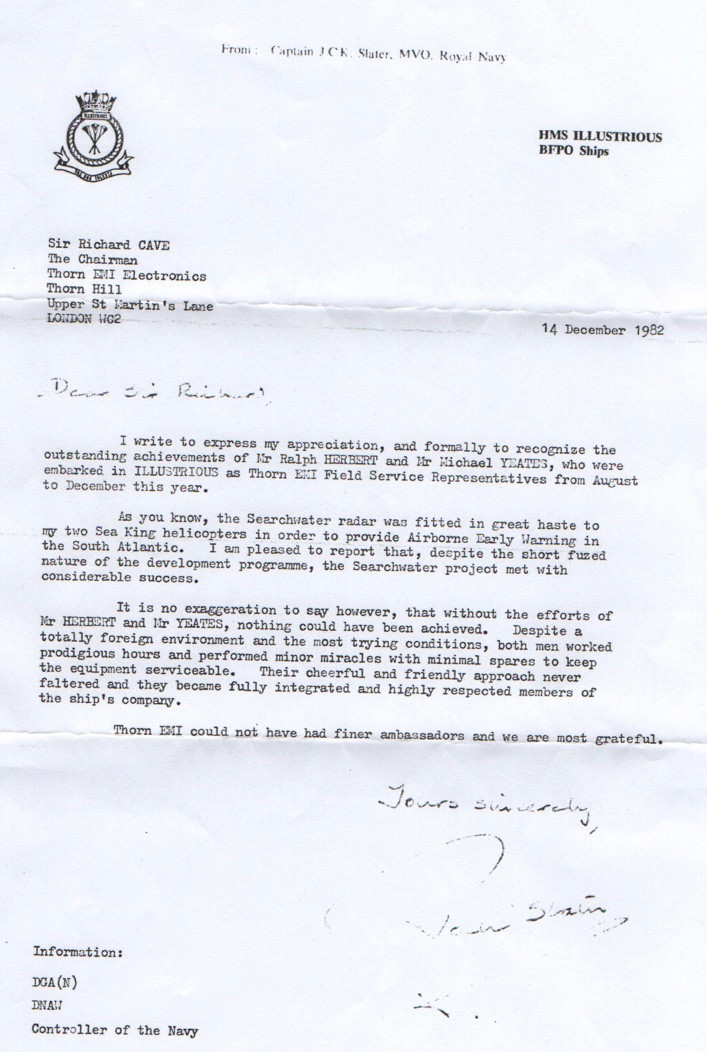 From: Captain J C K. Slater, MVO, Royal Navy
ILLUSTRIOUS
HMS ILLUSTRIOUS
BFPO Ships
Sir Richard CAVE
The Chairman
Thorn EMI Electronics
Thorn Hill
Upper St Martin's Lane
LONDON WC2
14 December 1982
Dear Sir Richard,
I write to express my appreciation, and formally to recognize the
outstanding achievements of Mr Ralph HERBERT and Mr Michael YEATES, who were
embarked in ILLUSTRIOUS as Thorn EMI Field Service Representatives from August
to December this year.
As you know, the Searchwater radar was fitted in great haste to
my two Sea King helicopters in order to provide Airborne Early Warning in
the South Atlantic. I am pleased to report that, despite the short fuzed
nature of the development programme, the Searchwater project met with
considerable success.
It is no exaggeration to say however, that without the efforts of
Mr HERBERT and Mr YEATES, nothing could have been achieved. Despite a
totally foreign environment and the most trying conditions, both men worked
prodigious hours and performed minor miracles with minimal spares to keep
the equipment serviceable. Their cheerful and friendly approach never
faltered and they became fully integrated and highly respected members of
the ship's company.
Thorn EMI could not have had finer ambassadors and we are most grateful.
Yours sincerely,
Slater
Information:
DGA(N)
DNAW
Controller of the Navy